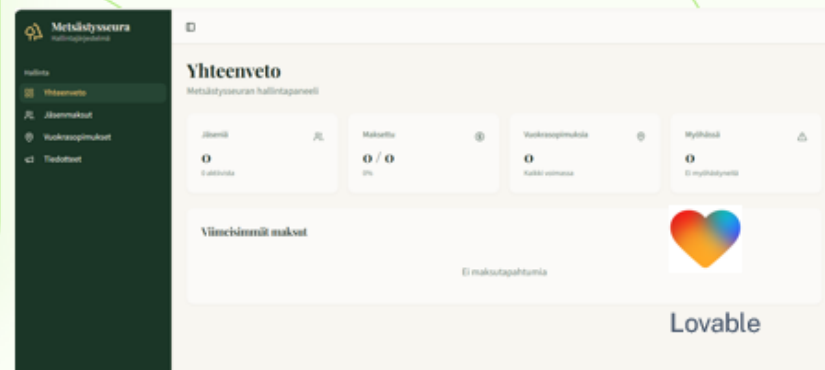 Metsästysseura
Hallintajärjestelmä
Hallinta
Yhteenveto
Jäsenmaksut
Vuokrasopimukset
Tiedotteet
Yhteenveto
Metsästysseuran hallintapaneeli
Jäseniä
0
0 aktiivista
Maksettu
0 / 0
0%
Vuokrasopimuksia
0
Kaikki voimassa
Myöhässä
0
Ei myöhästyneitä
Viimeisimmät maksut
Ei maksutapahtumia
Lovable